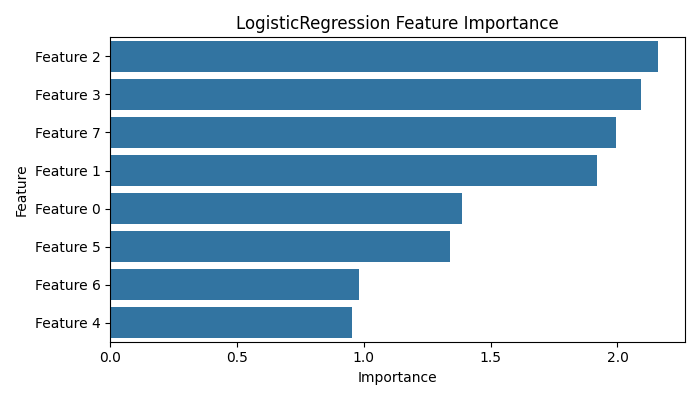 LogisticRegression Feature Importance
Feature 2
Feature 3
Feature 7
Feature 1
Feature 0
Feature 5
Feature 6
Feature 4
Feature
0.0 0.5 1.0 1.5 2.0
Importance